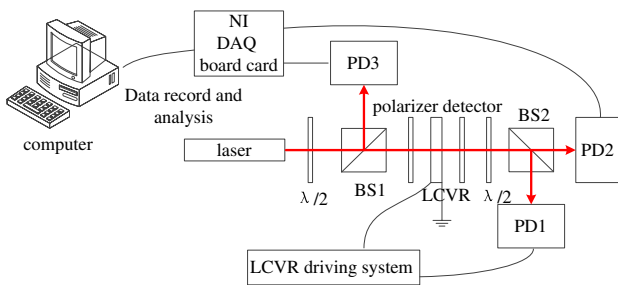 NI
DAQ
board card
PD3
Data record and
analysis
computer
polarizer detector
BS2
laser
PD2
BS1
LCVR
λ/2
λ/2
PD1
LCVR driving system